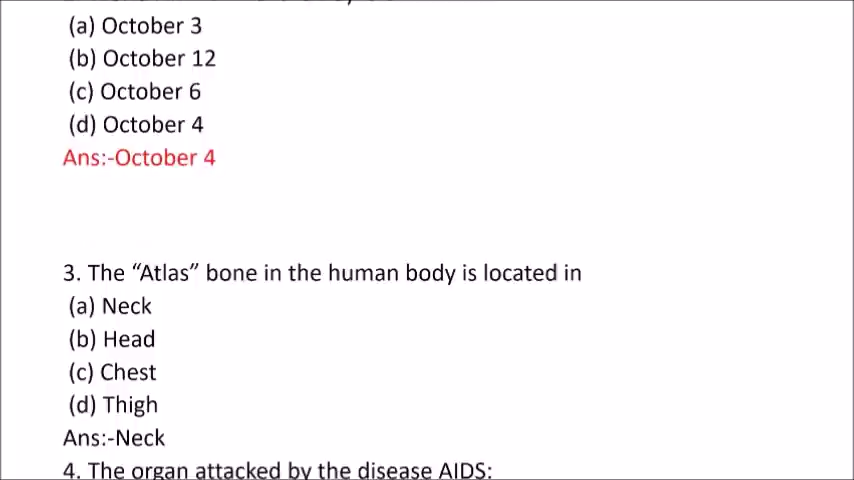 (a) October 3
(b) October 12
(c) October 6
(d) October 4
Ans:-October 4
3. The “Atlas” bone in the human body is located in
(a) Neck
(b) Head
(c) Chest
(d) Thigh
Ans:-Neck
4. The organ attacked by the disease AIDS: